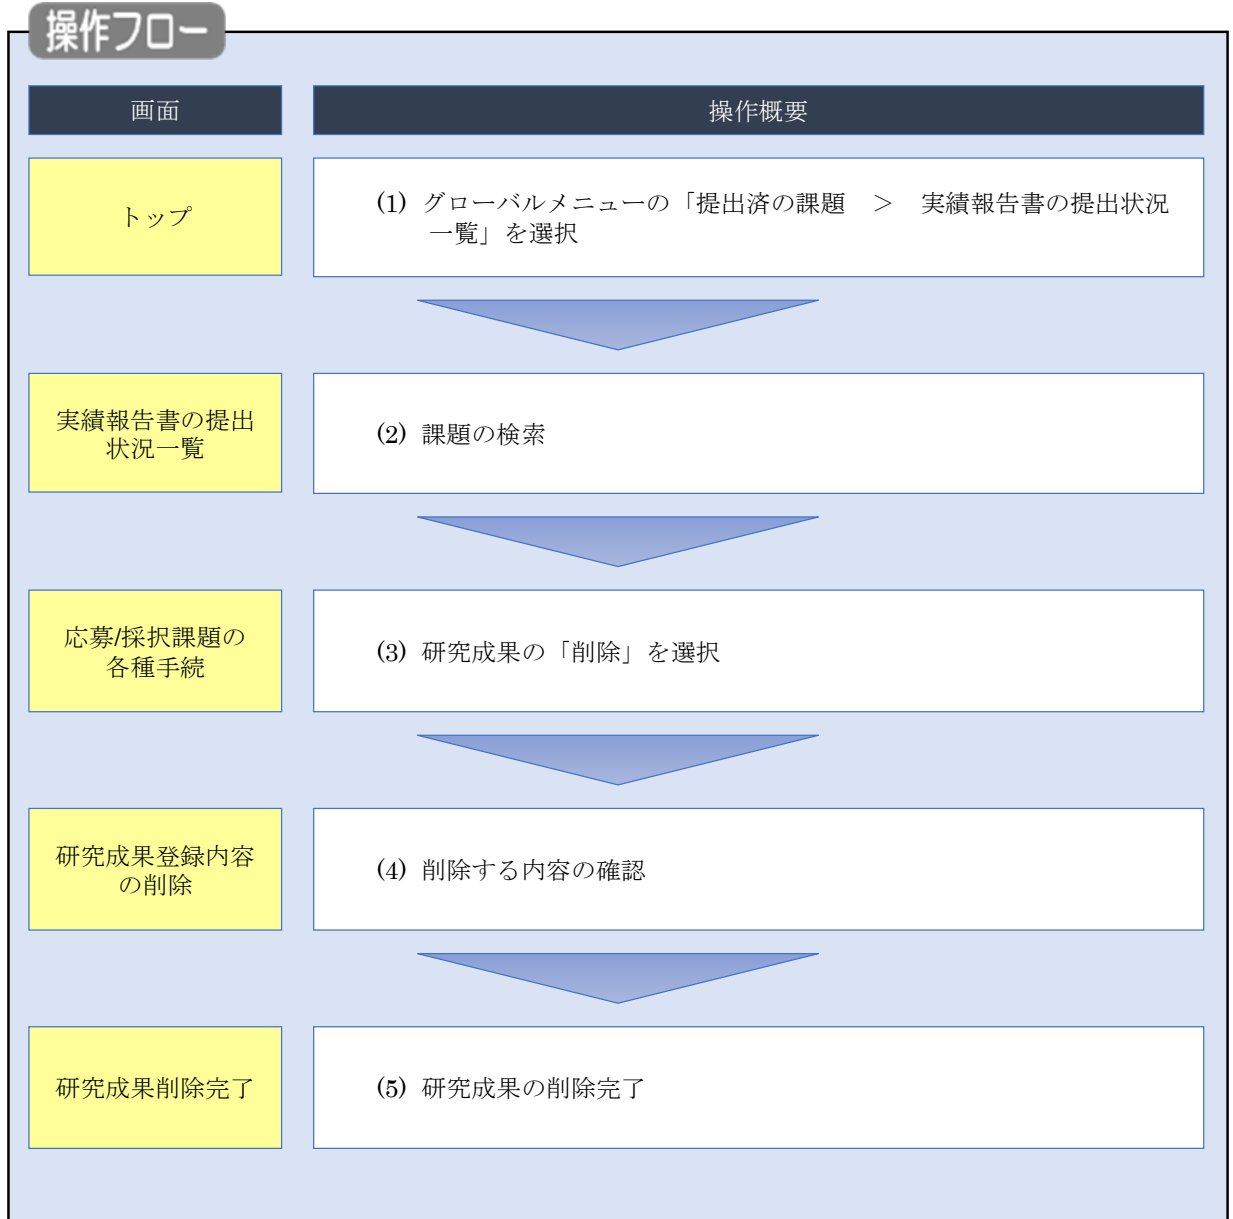 操作フロー
画面
操作概要
トップ
(1) グローバルメニューの「提出済の課題　＞　実績報告書の提出状況
一覧」を選択
実績報告書の提出
状況一覧
(2) 課題の検索
応募/採択課題の
各種手続
(3) 研究成果の「削除」を選択
研究成果登録内容
の削除
(4) 削除する内容の確認
研究成果削除完了
(5) 研究成果の削除完了